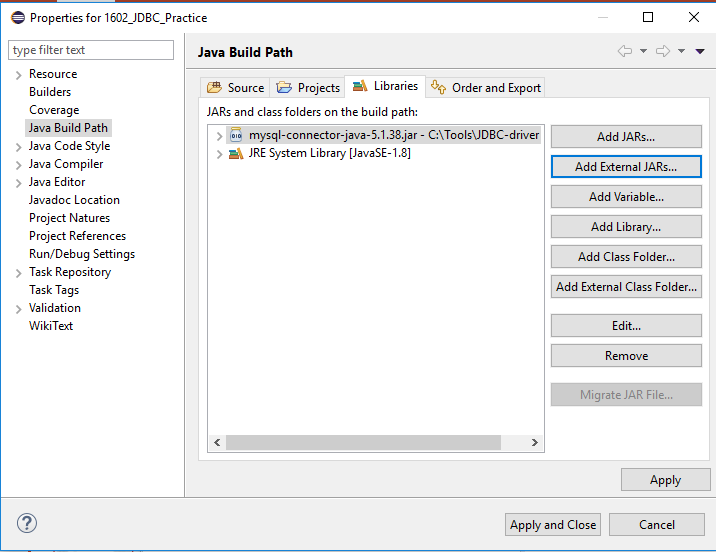 Properties for 1602_JDBC_Practice
type filter text
Resource
Builders
Coverage
Java Build Path
Java Code Style
Java Compiler
Java Editor
Javadoc Location
Project Natures
Project References
Run/Debug Settings
Task Repository
Task Tags
Validation
WikiText
Java Build Path
Source
Projects
Libraries
Order and Export
JARs and class folders on the build path:
mysql-connector-java-5.1.38.jar - C:\Tools\JDBC-driver
JRE System Library [JavaSE-1.8]
Add JARs...
Add External JARs...
Add Variable...
Add Library...
Add Class Folder...
Add External Class Folder...
Edit...
Remove
Migrate JAR File...
Apply
?
Apply and Close
Cancel